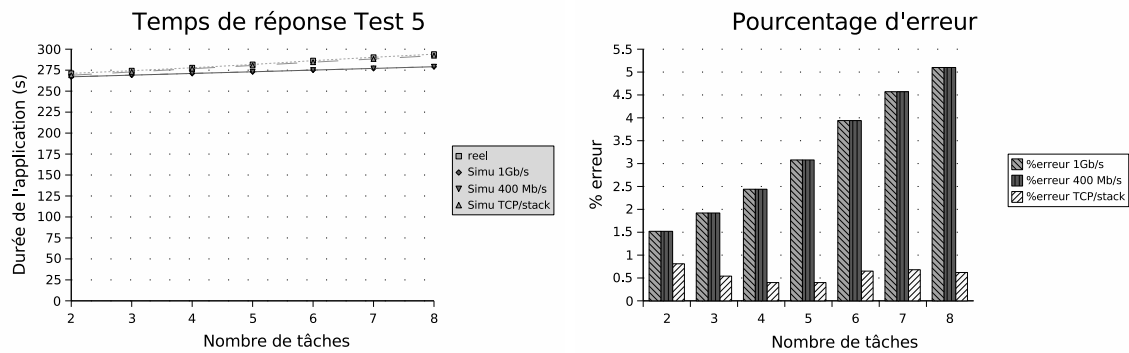 Temps de réponse Test 5
Durée de l'application (s)
300
275
250
225
200
175
150
125
100
75
50
25
0
2 3 4 5 6 7 8
Nombre de tâches
reel
Simu 1Gb/s
Simu 400 Mb/s
Simu TCP/stack
Pourcentage d'erreur
% erreur
5.5
5
4.5
4
3.5
3
2.5
2
1.5
1
0.5
0
2 3 4 5 6 7 8
Nombre de tâches
%erreur 1Gb/s
%erreur 400 Mb/s
%erreur TCP/stack